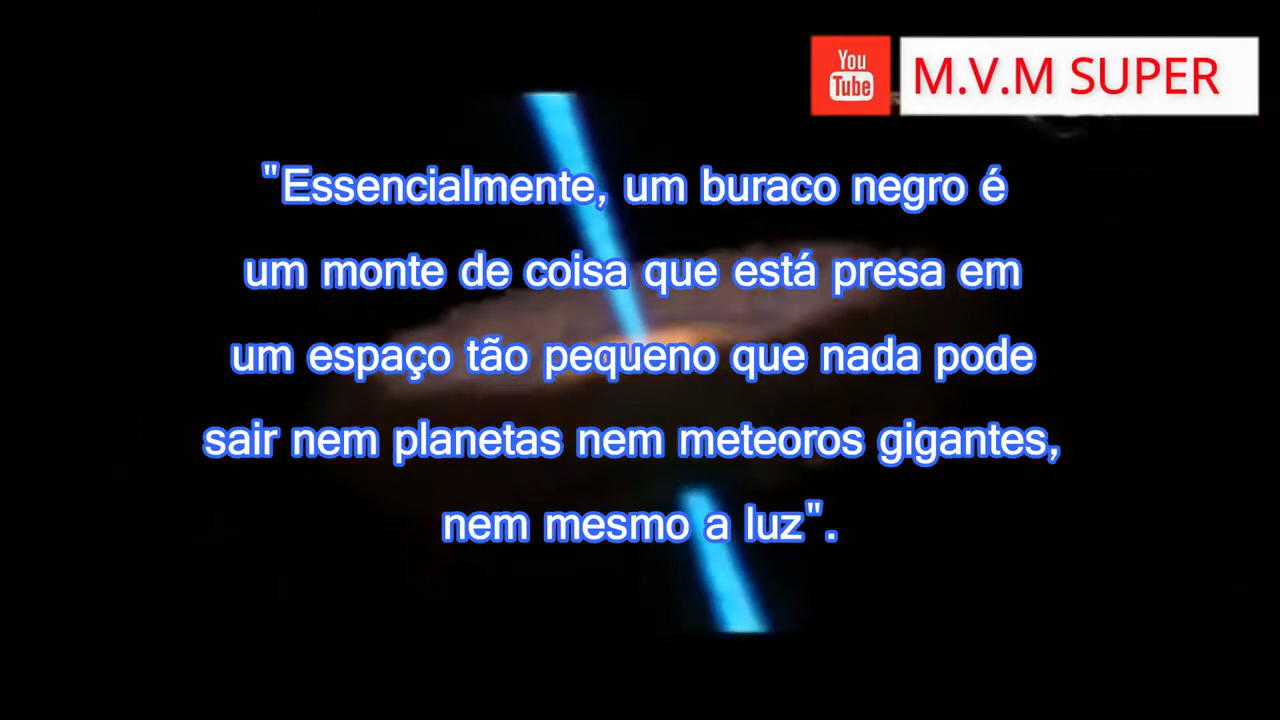 You
Tube
M.V.M SUPER
"Essencialmente, um buraco negro é
um monte de coisa que está presa em
um espaço tão pequeno que nada pode
sair nem planetas nem meteoros gigantes,
nem mesmo a luz".